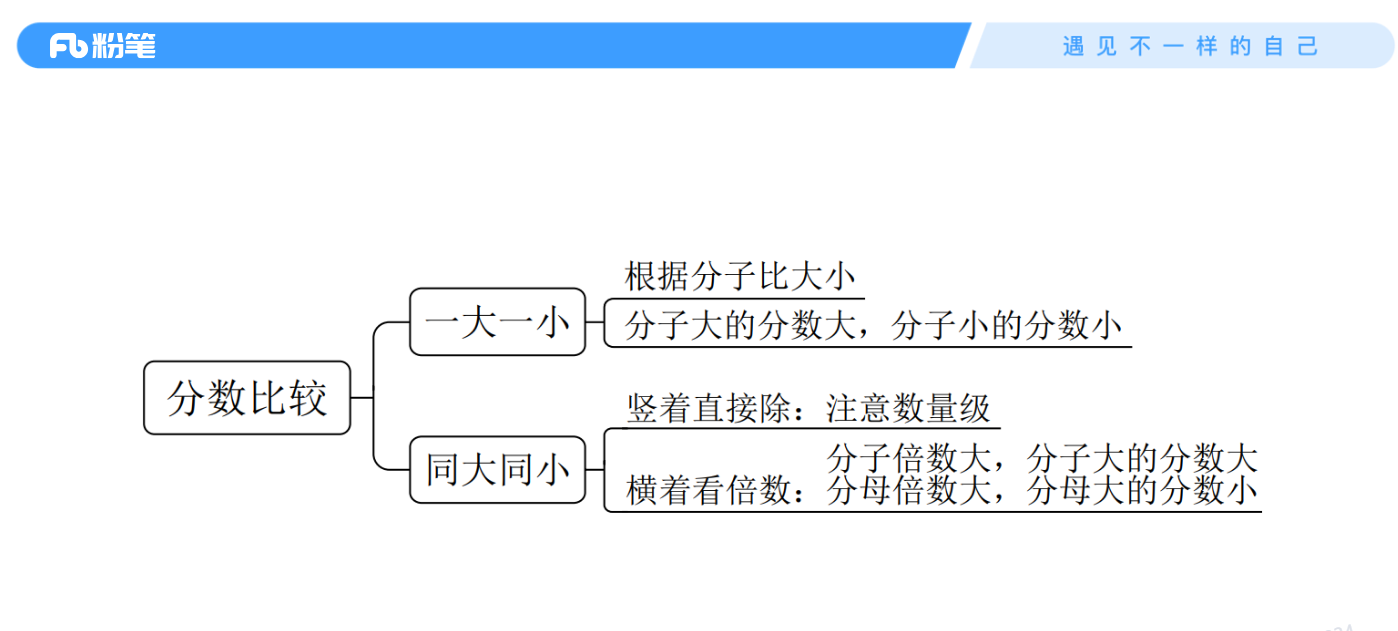 粉笔
遇见不一样的自己
根据分子比大小
一大一小
分子大的分数大，分子小的分数小
分数比较
竖着直接除：注意数量级
同大同小
分子倍数大，分子大的分数大
横着看倍数：分母倍数大，分母大的分数小